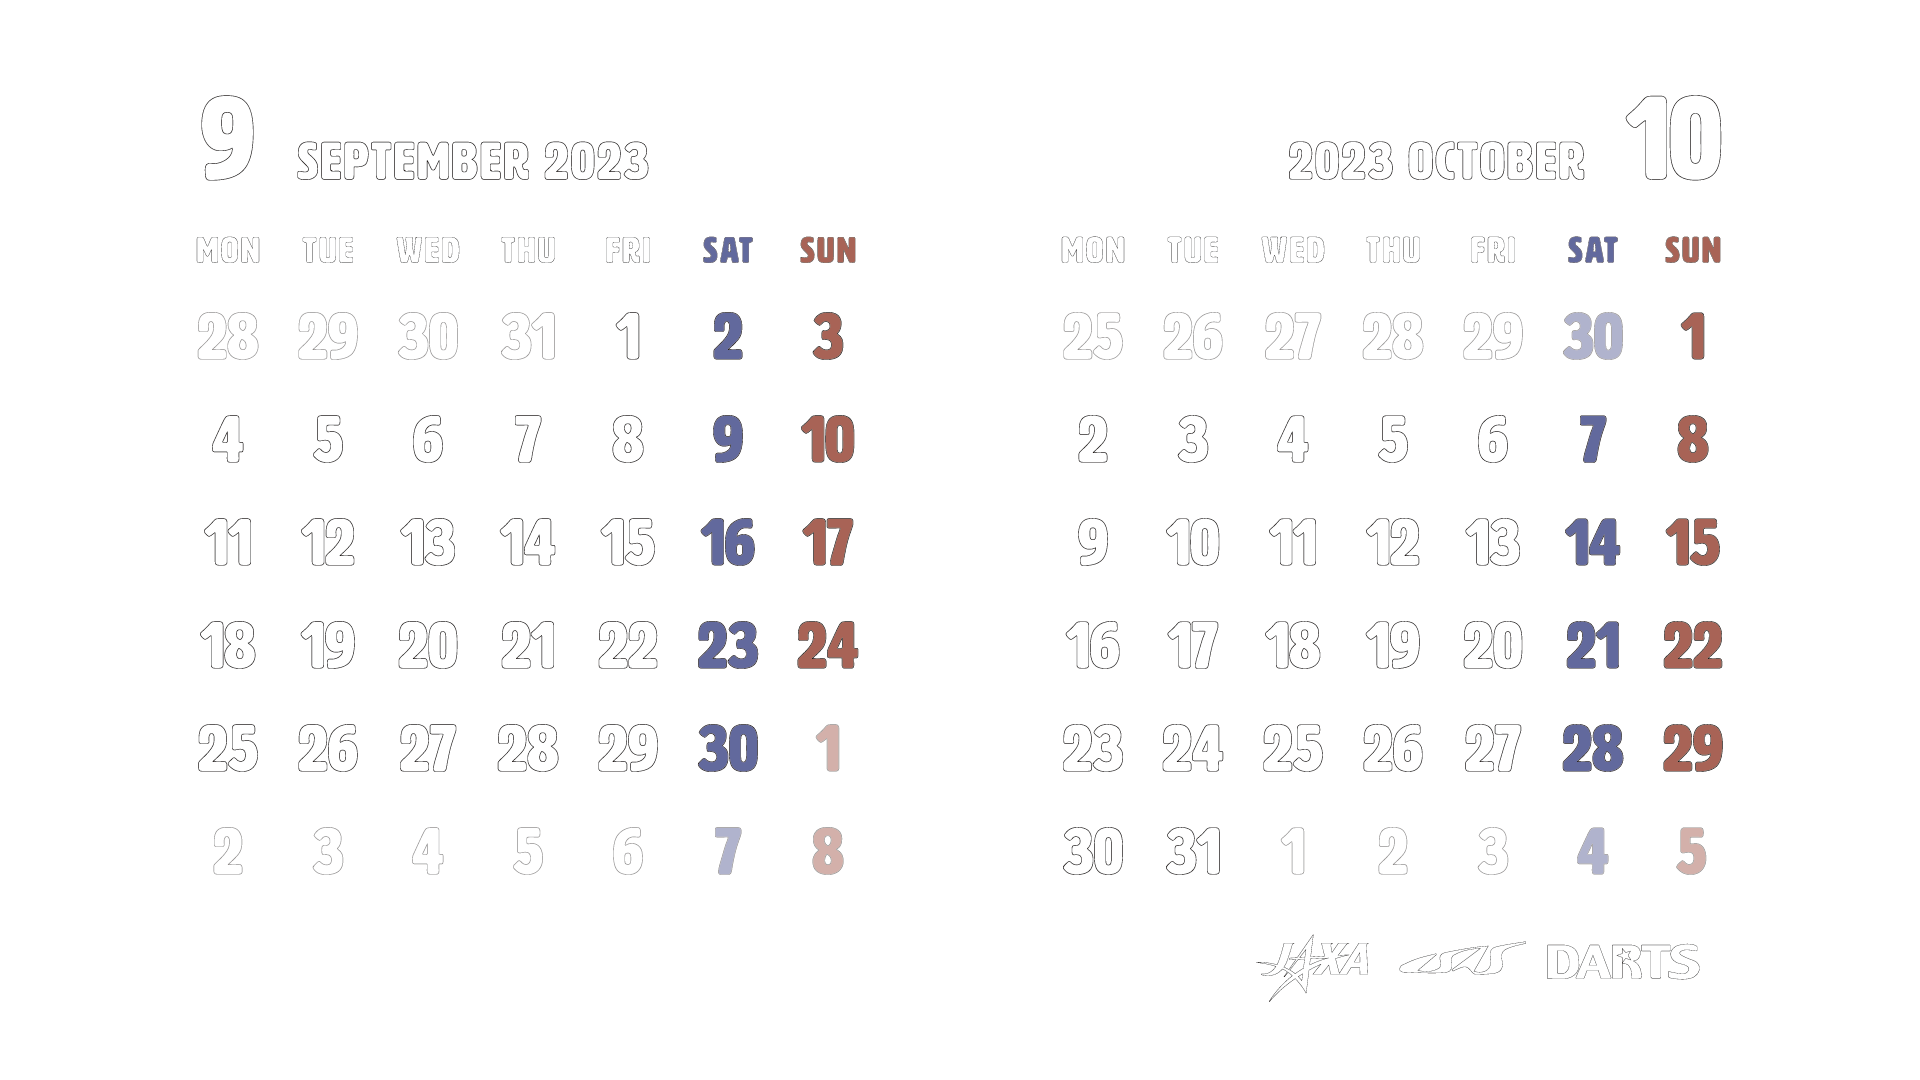 9 SEPTEMBER 2023
MON TUE WED THU FRI SAT SUN
28 29 30 31 1 2 3
4 5 6 7 8 9 10
11 12 13 14 15 16 17
18 19 20 21 22 23 24
25 26 27 28 29 30 1
2 3 4 5 6 7 8
2023 OCTOBER 10
MON TUE WED THU FRI SAT SUN
25 26 27 28 29 30 1
2 3 4 5 6 7 8
9 10 11 12 13 14 15
16 17 18 19 20 21 22
23 24 25 26 27 28 29
30 31 1 2 3 4 5
JAXA ISAS DARTS